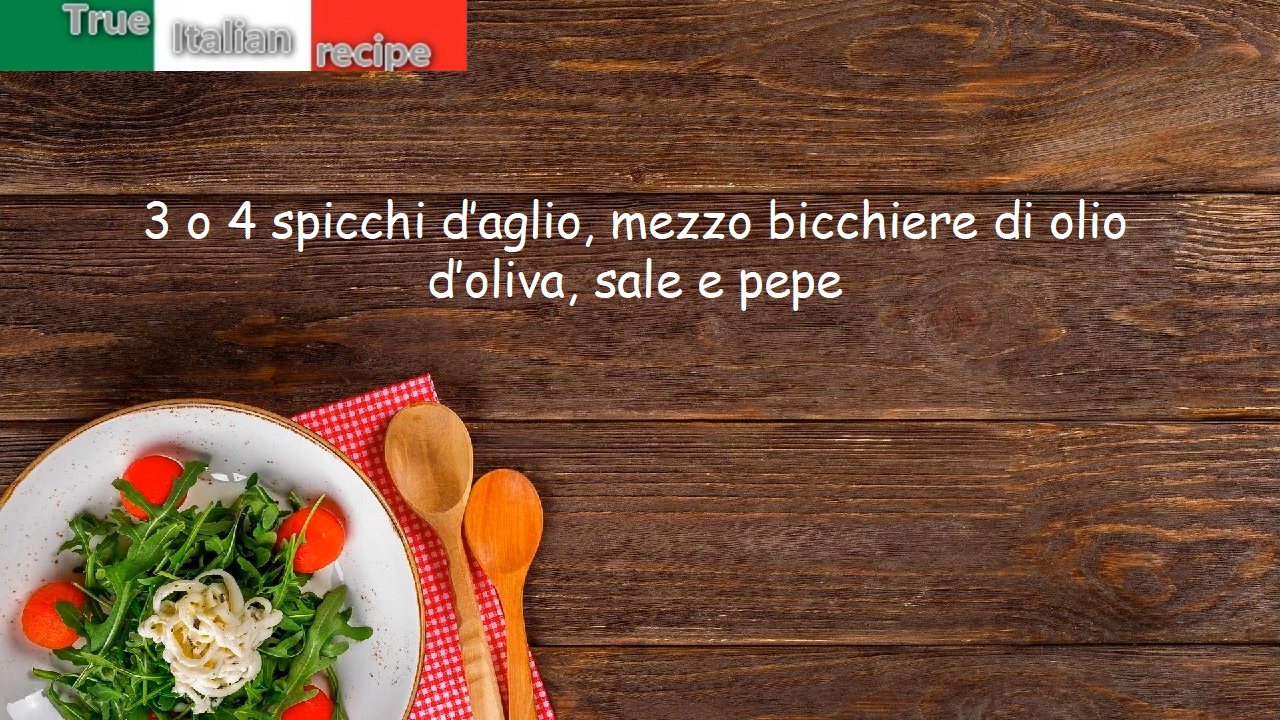 True
Italian
recipe
3 o 4 spicchi d'aglio, mezzo bicchiere di olio
d'oliva, sale e pepe